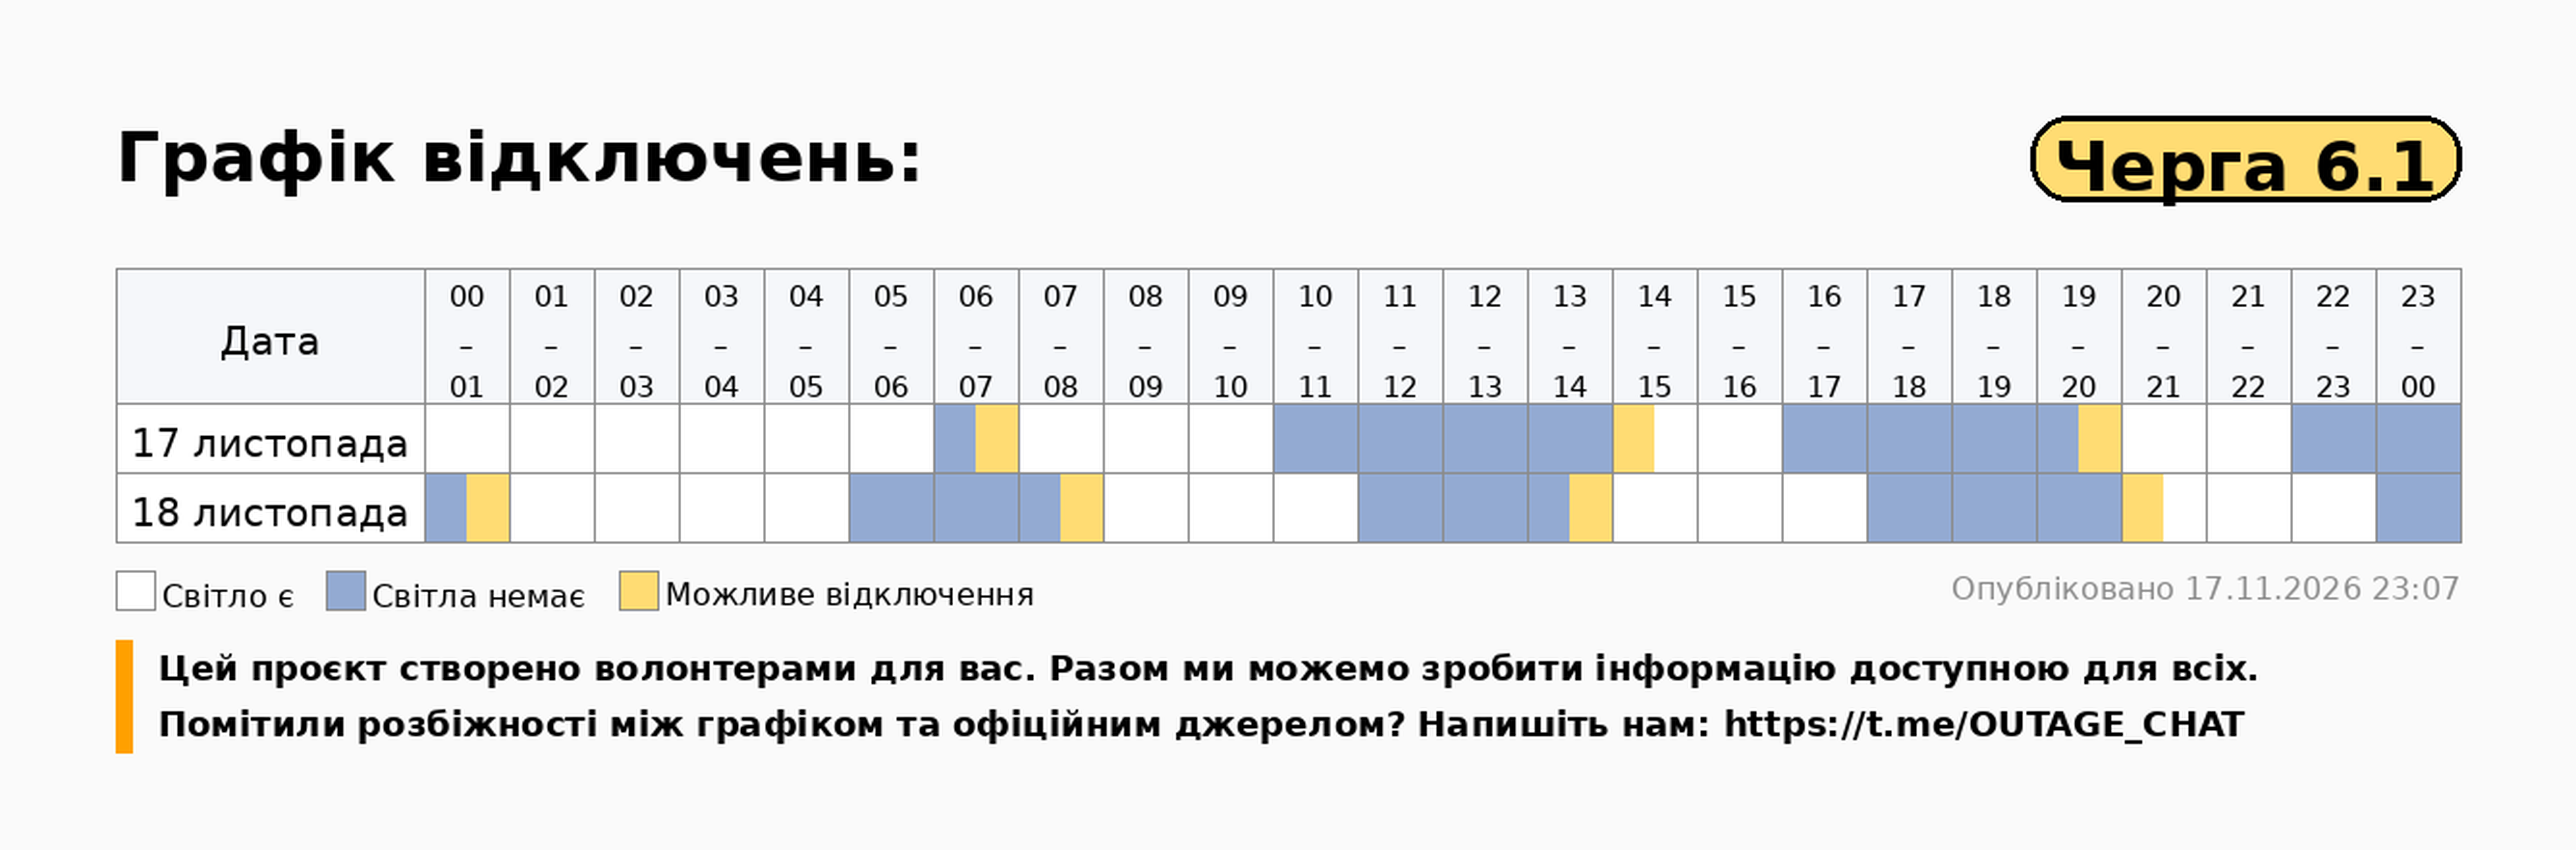 Графік відключень:
Черга 6.1
Дата
00 – 01
01 – 02
02 – 03
03 – 04
04 – 05
05 – 06
06 – 07
07 – 08
08 – 09
09 – 10
10 – 11
11 – 12
12 – 13
13 – 14
14 – 15
15 – 16
16 – 17
17 – 18
18 – 19
19 – 20
20 – 21
21 – 22
22 – 23
23 – 00
17 листопада
18 листопада
Світло є
Світла немає
Можливе відключення
Опубліковано 17.11.2026 23:07
Цей проєкт створено волонтерами для вас. Разом ми можемо зробити інформацію доступною для всіх.
Помітили розбіжності між графіком та офіційним джерелом? Напишіть нам: https://t.me/OUTAGE_CHAT